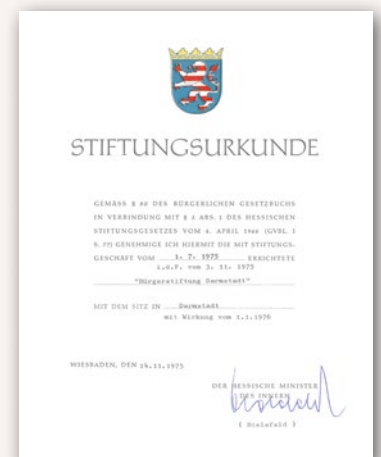 STIFTUNGSURKUNDE
GEMÄSS § 80 DES BÜRGERLICHEN GESETZBUCHS
IN VERBINDUNG MIT § 3 ABS. 1 DES HESSISCHEN
STIFTUNGSGESETZES VOM 4. APRIL 1966 (GVBL. I
S. 77) GENEHMIGE ICH HIERMIT DIE MIT STIFTUNGS-
GESCHÄFT VOM 1. 7. 1975 ERRICHTETE
i.d.F. vom 3. 11. 1975
"Bürgerstiftung Darmstadt"
MIT DEM SITZ IN Darmstadt
mit Wirkung vom 1.1.1976
WIESBADEN, DEN 14.11.1975
DER HESSISCHE MINISTER
DES INNERN
( Bielefeld )